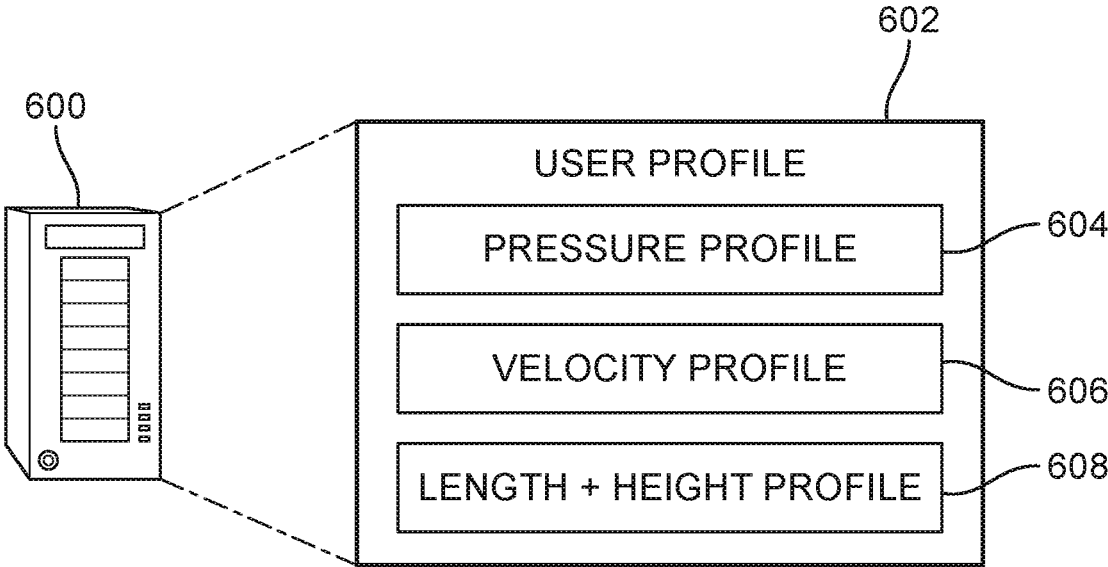 602
600
USER PROFILE
PRESSURE PROFILE
604
VELOCITY PROFILE
606
LENGTH + HEIGHT PROFILE
608